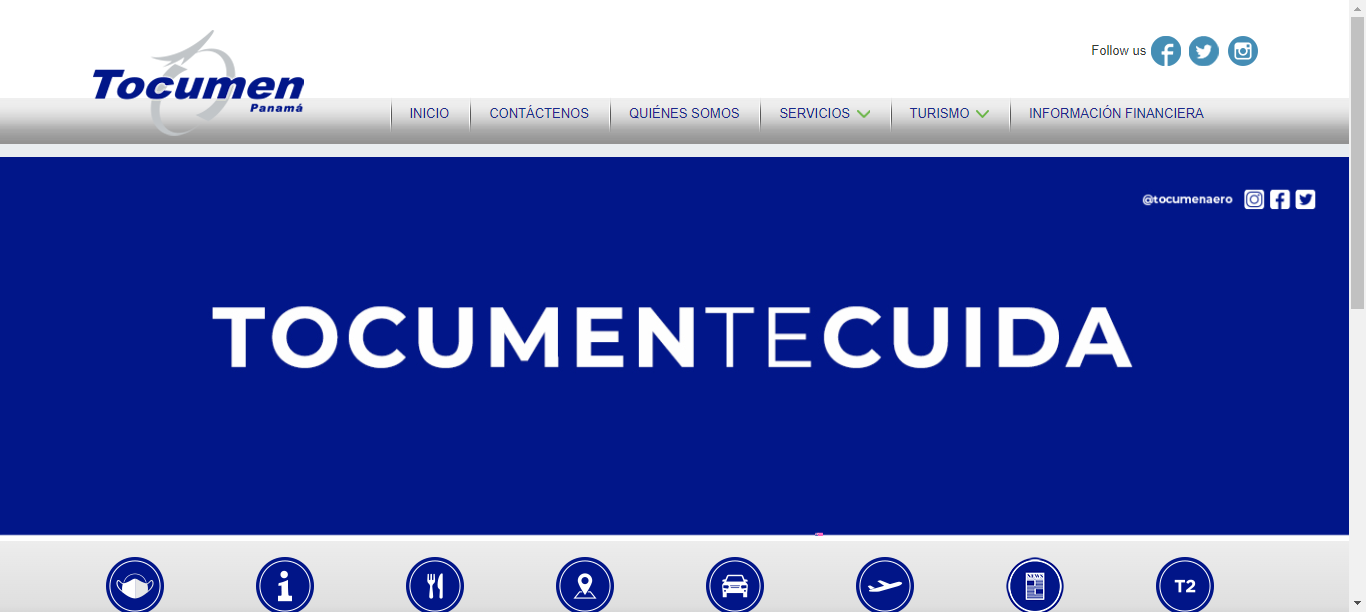 Tocumen
Panamá
Follow us
INICIO
CONTÁCTENOS
QUIÉNES SOMOS
SERVICIOS
TURISMO
INFORMACIÓN FINANCIERA
@tocumenaero
TOCUMENTECUIDA
NEWS
T2